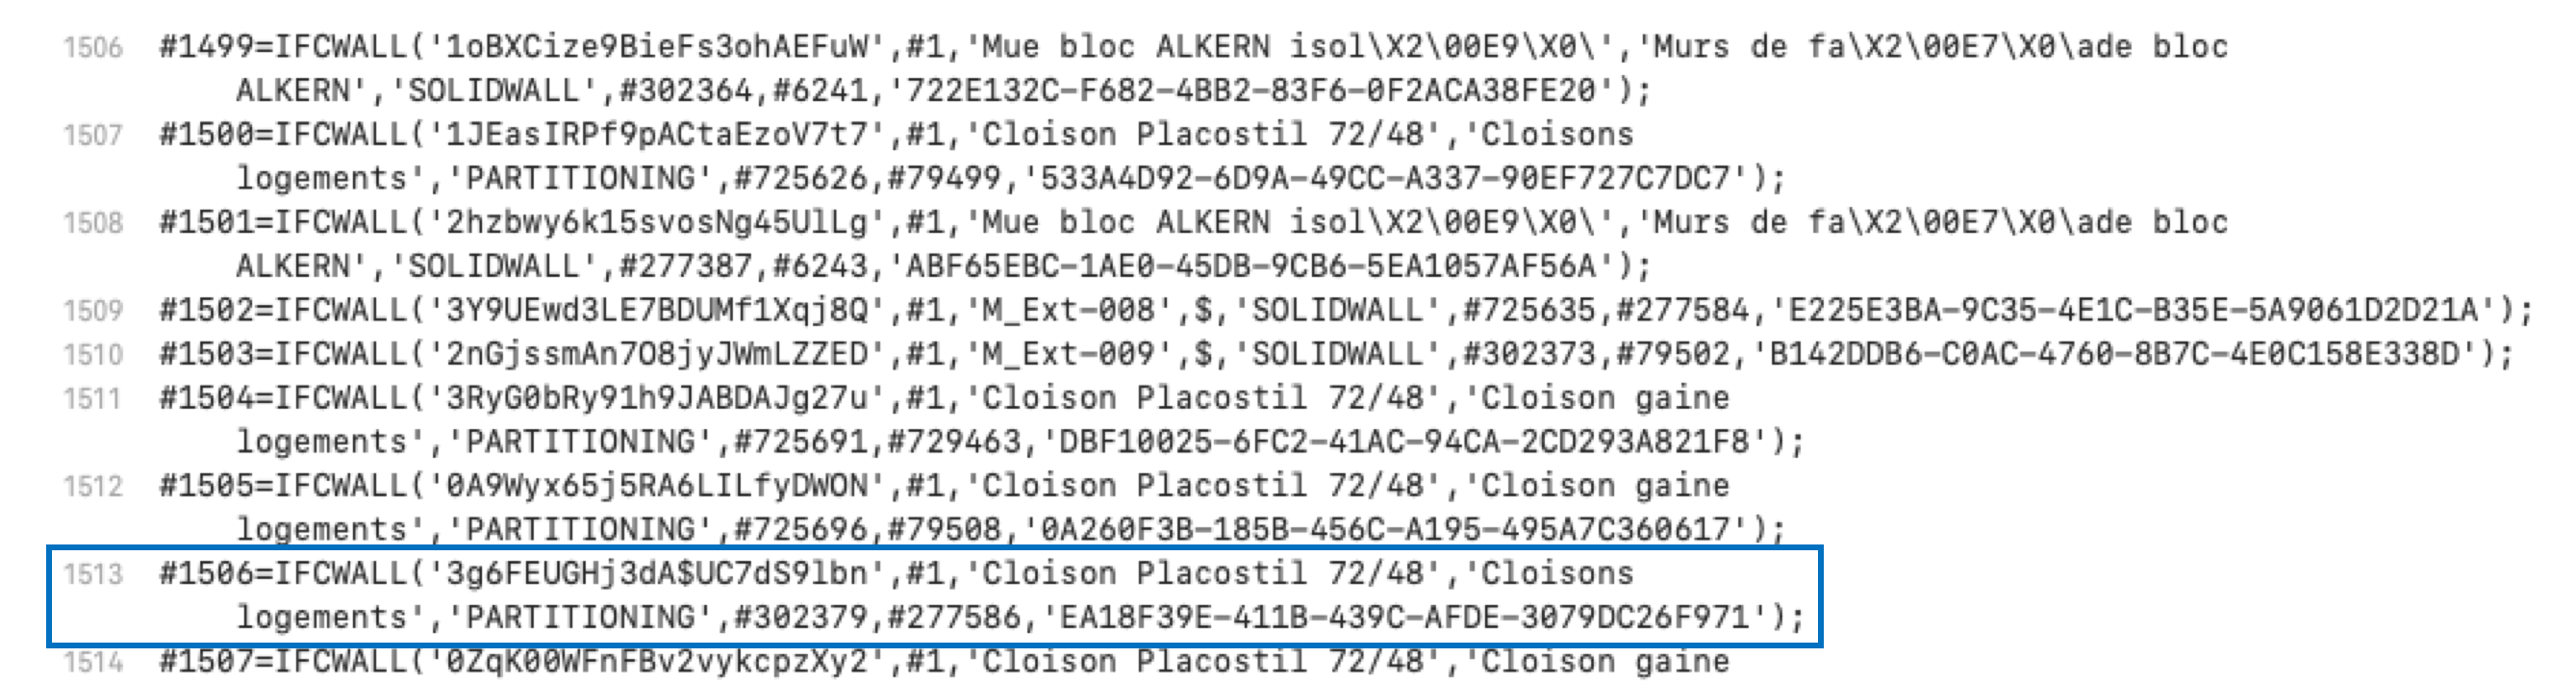 1506 #1499=IFCWALL('1oBXCize9BieFs3ohAEFuW',#1,'Mue bloc ALKERN isol\X2\00E9\X0\','Murs de fa\X2\00E7\X0\ade bloc
ALKERN','SOLIDWALL',#302364,#6241,'722E132C-F682-4BB2-83F6-0F2ACA38FE20');
1507 #1500=IFCWALL('1JEasIRPf9pACtaEzoV7t7',#1,'Cloison Placostil 72/48','Cloisons
logements','PARTITIONING',#725626,#79499,'533A4D92-6D9A-49CC-A337-90EF727C7DC7');
1508 #1501=IFCWALL('2hzbwy6k15svosNg45UlLg',#1,'Mue bloc ALKERN isol\X2\00E9\X0\','Murs de fa\X2\00E7\X0\ade bloc
ALKERN','SOLIDWALL',#277387,#6243,'ABF65EBC-1AE0-45DB-9CB6-5EA1057AF56A');
1509 #1502=IFCWALL('3Y9UEwd3LE7BDUMf1Xqj8Q',#1,'M_Ext-008',$,'SOLIDWALL',#725635,#277584,'E225E3BA-9C35-4E1C-B35E-5A9061D2D21A');
1510 #1503=IFCWALL('2nGjssmAn7O8jyJWmLZZED',#1,'M_Ext-009',$,'SOLIDWALL',#302373,#79502,'B142DDB6-C0AC-4760-8B7C-4E0C158E338D');
1511 #1504=IFCWALL('3RyG0bRy91h9JABDAJg27u',#1,'Cloison Placostil 72/48','Cloison gaine
logements','PARTITIONING',#725691,#729463,'DBF10025-6FC2-41AC-94CA-2CD293A821F8');
1512 #1505=IFCWALL('0A9Wyx65j5RA6LILfyDWON',#1,'Cloison Placostil 72/48','Cloison gaine
logements','PARTITIONING',#725696,#79508,'0A260F3B-185B-456C-A195-495A7C360617');
1513 #1506=IFCWALL('3g6FEUGHj3dA$UC7dS9lbn',#1,'Cloison Placostil 72/48','Cloisons
logements','PARTITIONING',#302379,#277586,'EA18F39E-411B-439C-AFDE-3079DC26F971');
1514 #1507=IFCWALL('0ZqK00WFnFBv2vykcpzXy2',#1,'Cloison Placostil 72/48','Cloison gaine